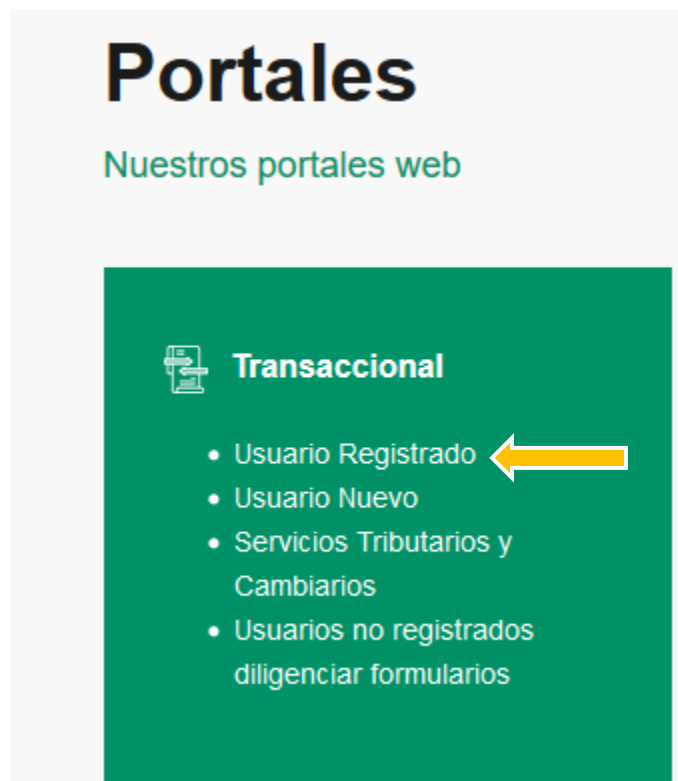 Portales
Nuestros portales web
Transaccional
• Usuario Registrado
• Usuario Nuevo
• Servicios Tributarios y
Cambiarios
• Usuarios no registrados
diligenciar formularios